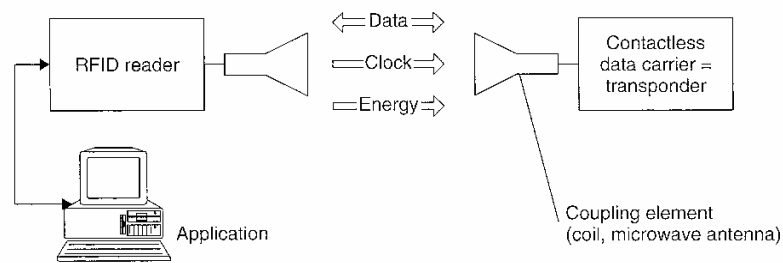 Data
RFID reader
Clock
Energy
Contactless
data carrier =
transponder
Application
Coupling element
(coil, microwave antenna)